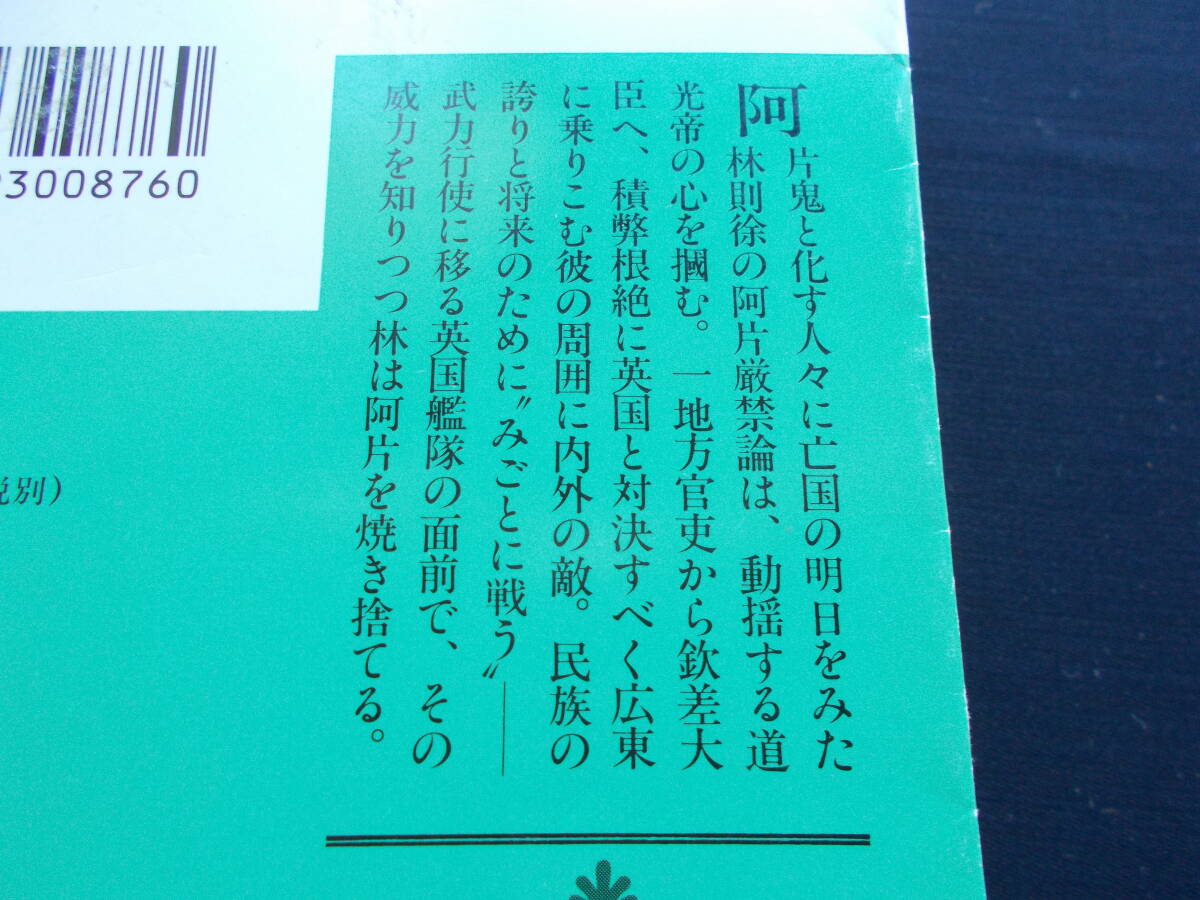 阿片鬼と化す人々に亡国の明日をみた
林則徐の阿片厳禁論は、動揺する道
光帝の心を摑む。一地方官吏から欽差大
臣へ、積弊根絶に英国と対決すべく広東
に乗りこむ彼の周囲に内外の敵。民族の
誇りと将来のために〝みごとに戦う〟――
武力行使に移る英国艦隊の面前で、その
威力を知りつつ林は阿片を焼き捨てる。
93008760
税別)